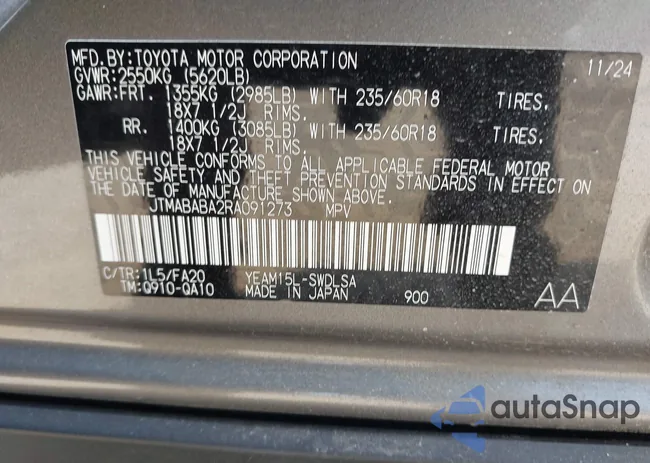 MFD.BY:TOYOTA MOTOR CORPORATION 11/24
GVWR:2550KG (5620LB)
GAWR:FRT. 1355KG (2985LB) WITH 235/60R18 TIRES.
18X7 1/2J RIMS.
RR. 1400KG (3085LB) WITH 235/60R18 TIRES.
18X7 1/2J RIMS.
THIS VEHICLE CONFORMS TO ALL APPLICABLE FEDERAL MOTOR
VEHICLE SAFETY AND THEFT PREVENTION STANDARDS IN EFFECT ON
THE DATE OF MANUFACTURE SHOWN ABOVE.
JTMABABA2RA091273 MPV
C/TR:1L5/FA20 YEAM15L-SWDLSA
TM:Q910-QA10 MADE IN JAPAN 900 AA
autoSnap
POWERED BY CARFAST